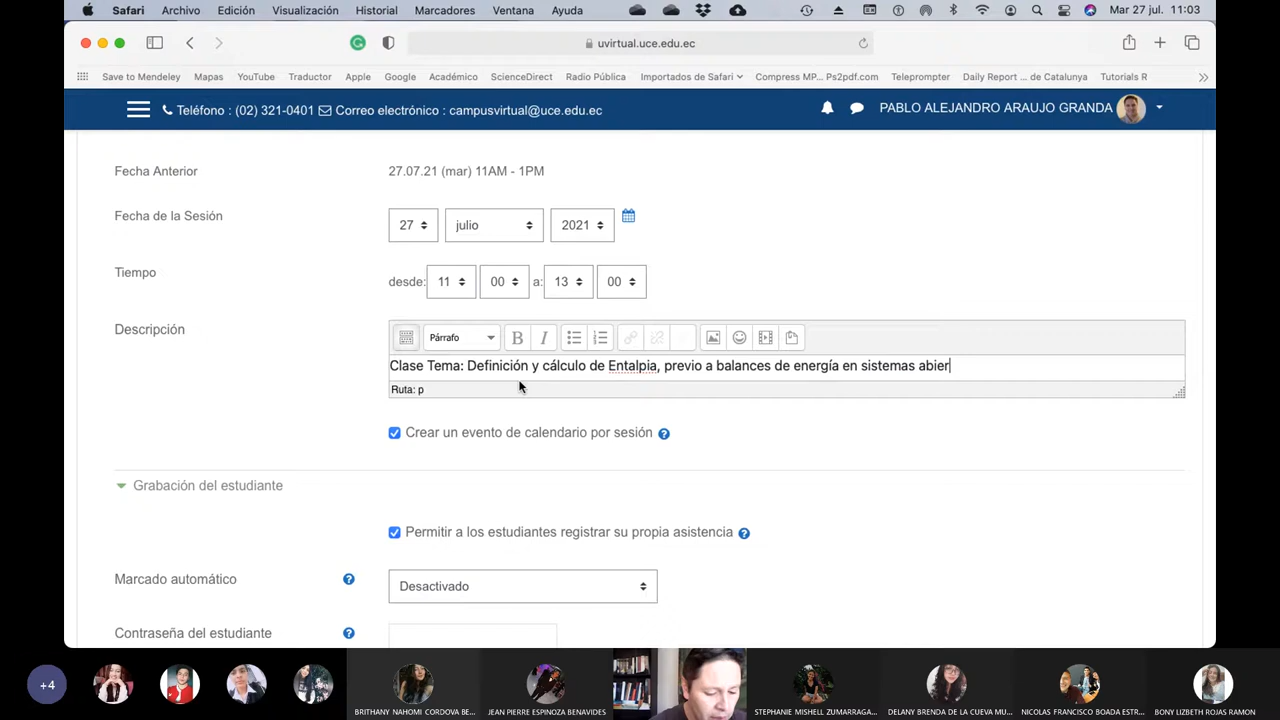 Safari Archivo Edición Visualización Historial Marcadores Ventana Ayuda Mar 27 jul. 11:03
uvirtual.uce.edu.ec
Save to Mendeley Mapas YouTube Traductor Apple Google Académico ScienceDirect Radio Pública Importados de Safari Compress MP... Ps2pdf.com Teleprompter Daily Report ... de Catalunya Tutorials R
Teléfono : (02) 321-0401 Correo electrónico : campusvirtual@uce.edu.ec PABLO ALEJANDRO ARAUJO GRANDA
Fecha Anterior 27.07.21 (mar) 11AM - 1PM
Fecha de la Sesión 27 julio 2021
Tiempo desde: 11 00 a: 13 00
Descripción Párrafo B I
Clase Tema: Definición y cálculo de Entalpia, previo a balances de energía en sistemas abier
Ruta: p
Crear un evento de calendario por sesión
Grabación del estudiante
Permitir a los estudiantes registrar su propia asistencia
Marcado automático Desactivado
Contraseña del estudiante
+4 BRITHANY NAHOMI CORDOVA BE... JEAN PIERRE ESPINOZA BENAVIDES STEPHANIE MISHELL ZUMARRAGA... DELANY BRENDA DE LA CUEVA MU... NICOLAS FRANCISCO BOADA ESTR... BONY LIZBETH ROJAS RAMON